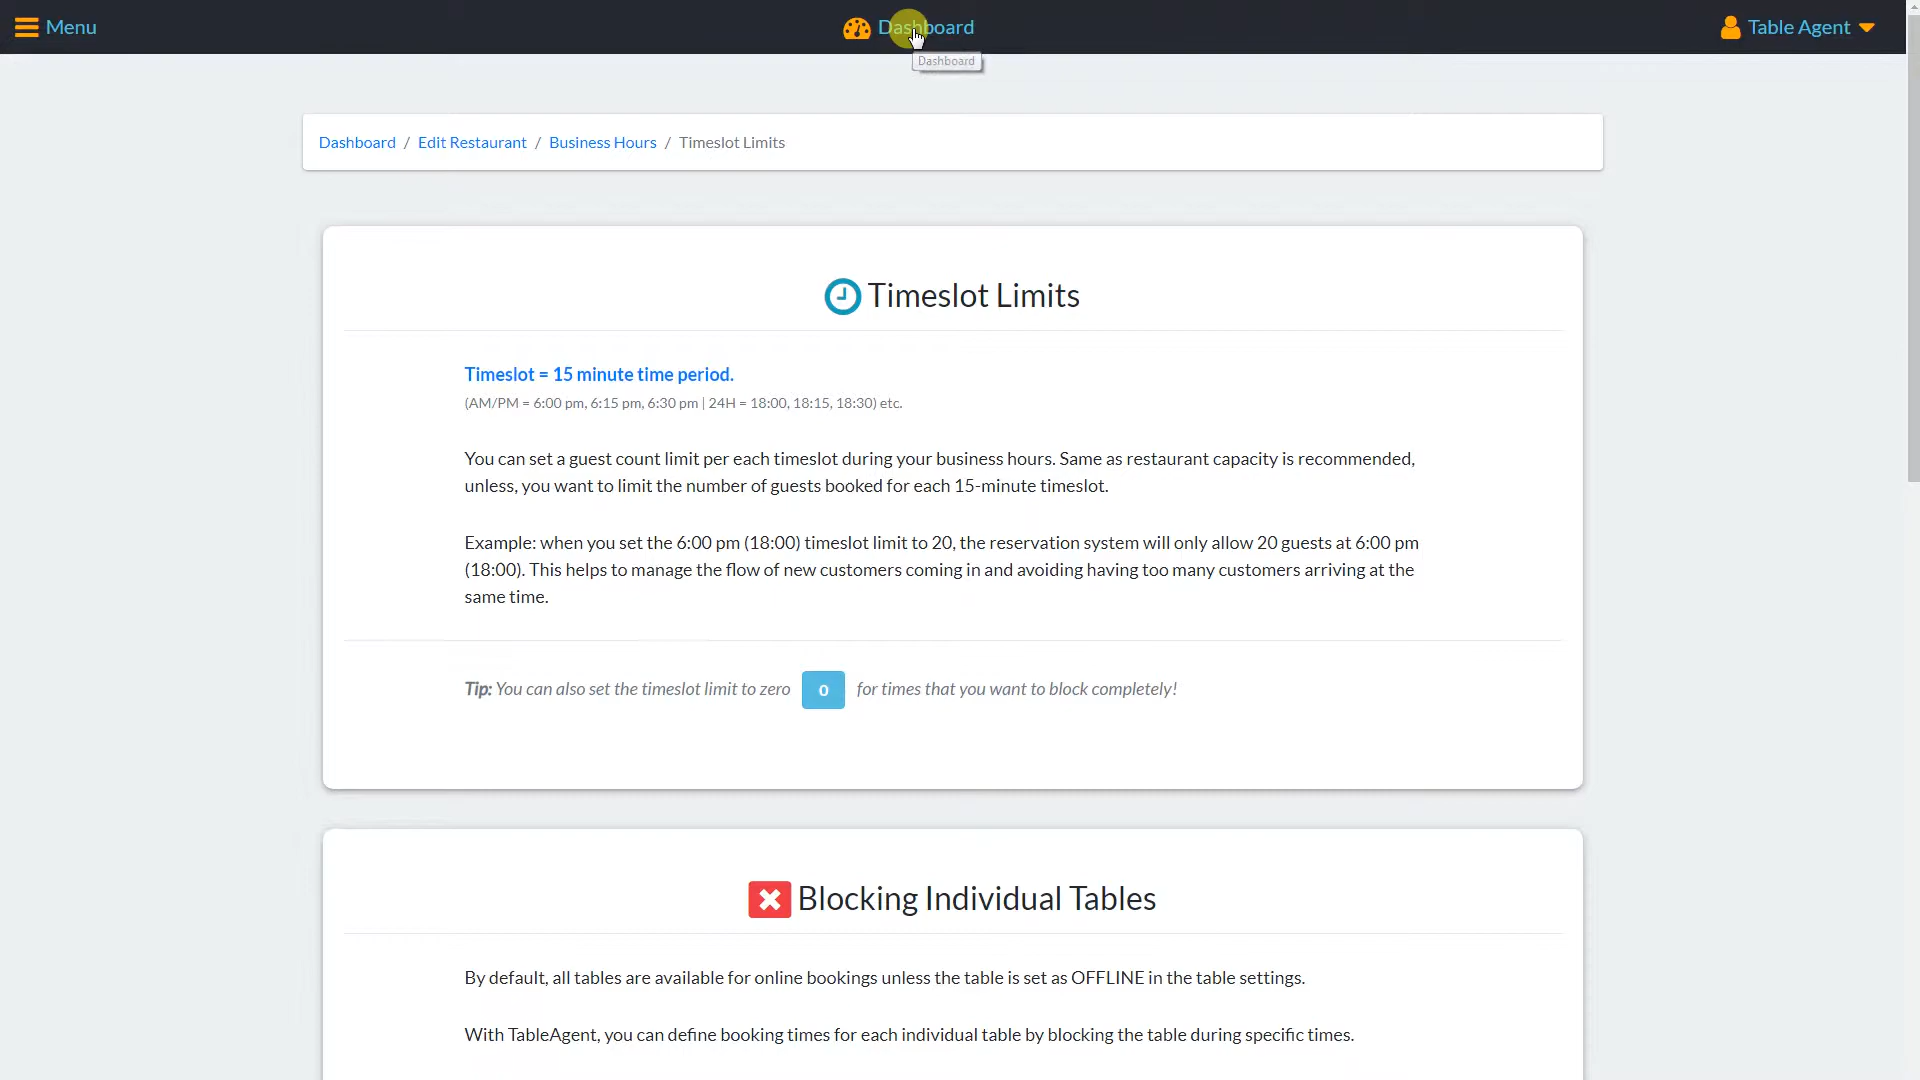 Menu
Dashboard
Table Agent
Dashboard
Dashboard / Edit Restaurant / Business Hours / Timeslot Limits
Timeslot Limits
Timeslot = 15 minute time period.
(AM/PM = 6:00 pm, 6:15 pm, 6:30 pm | 24H = 18:00, 18:15, 18:30) etc.
You can set a guest count limit per each timeslot during your business hours. Same as restaurant capacity is recommended,
unless, you want to limit the number of guests booked for each 15-minute timeslot.
Example: when you set the 6:00 pm (18:00) timeslot limit to 20, the reservation system will only allow 20 guests at 6:00 pm
(18:00). This helps to manage the flow of new customers coming in and avoiding having too many customers arriving at the
same time.
Tip: You can also set the timeslot limit to zero 0 for times that you want to block completely!
Blocking Individual Tables
By default, all tables are available for online bookings unless the table is set as OFFLINE in the table settings.
With TableAgent, you can define booking times for each individual table by blocking the table during specific times.